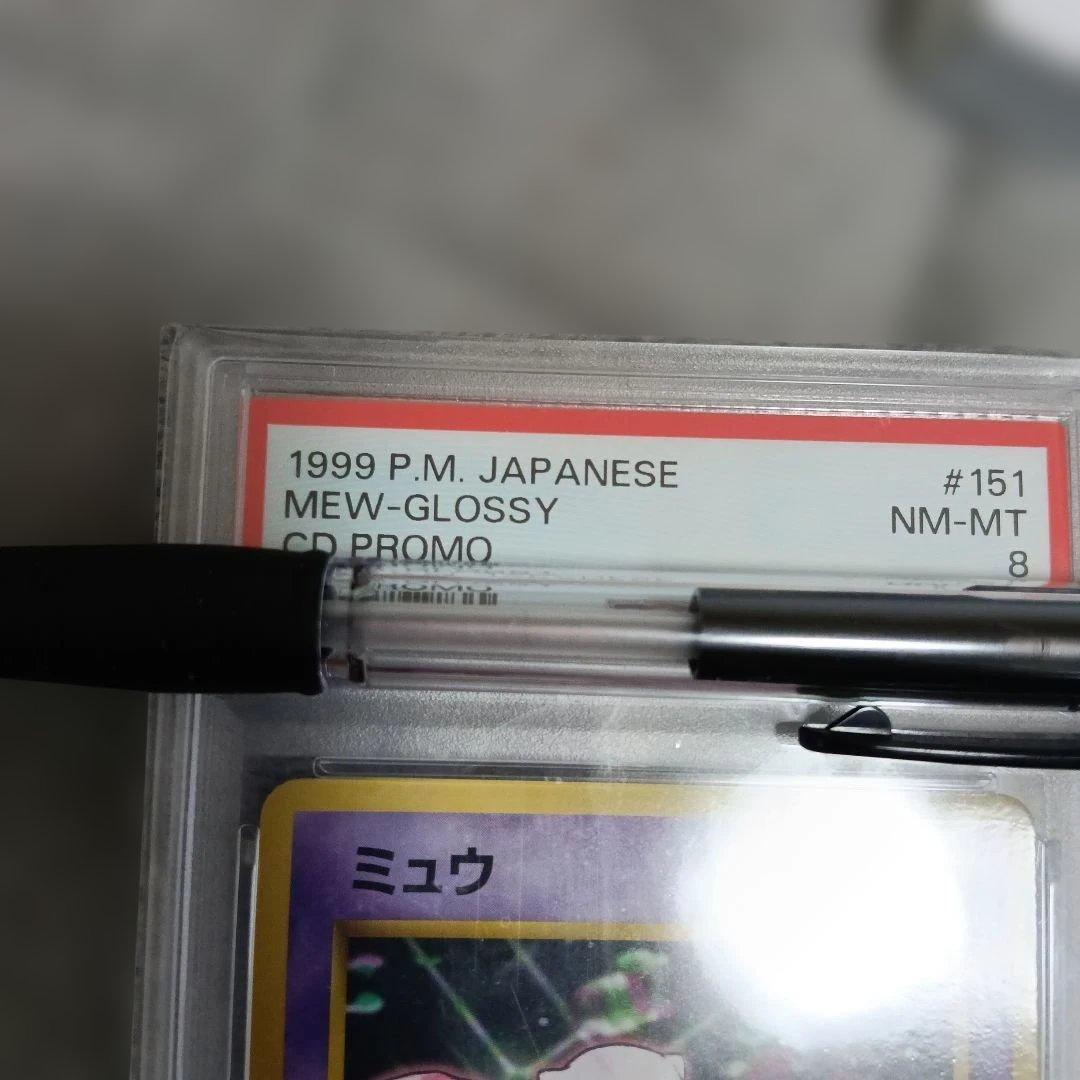 1999 P.M. JAPANESE #151
MEW-GLOSSY NM-MT
CD PROMO 8
ミュウ